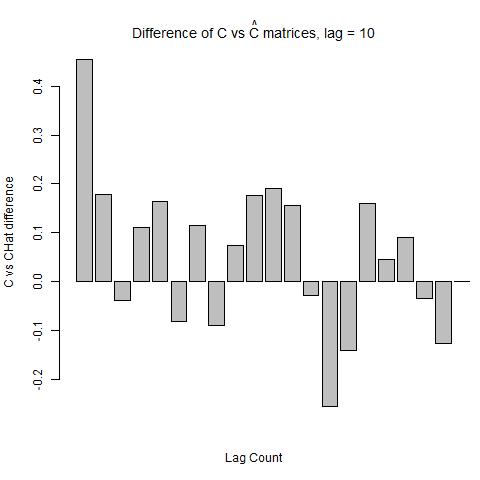 Difference of C vs Ĉ matrices, lag = 10
C vs CHat difference
0.4
0.3
0.2
0.1
0.0
-0.1
-0.2
Lag Count